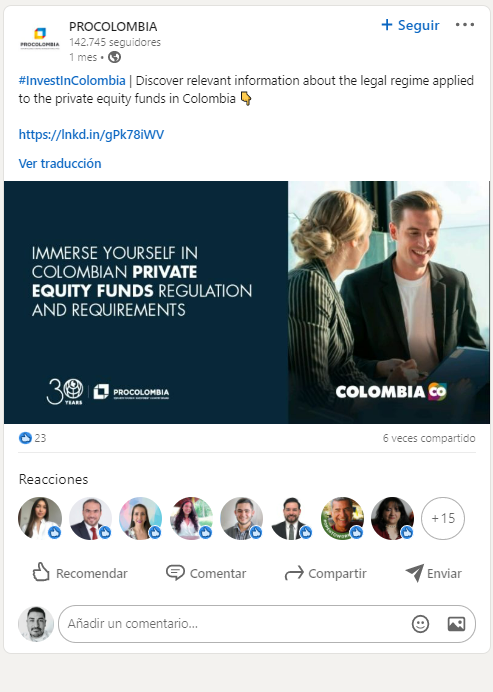 PROCOLOMBIA
142.745 seguidores
1 mes •
+ Seguir
PROCOLOMBIA
#InvestInColombia | Discover relevant information about the legal regime applied
to the private equity funds in Colombia 👇
https://lnkd.in/gPk78iWV
Ver traducción
IMMERSE YOURSELF IN
COLOMBIAN PRIVATE
EQUITY FUNDS REGULATION
AND REQUIREMENTS
30
YEARS
PROCOLOMBIA
COLOMBIA CO
23
6 veces compartido
Reacciones
+15
Recomendar
Comentar
Compartir
Enviar
Añadir un comentario...